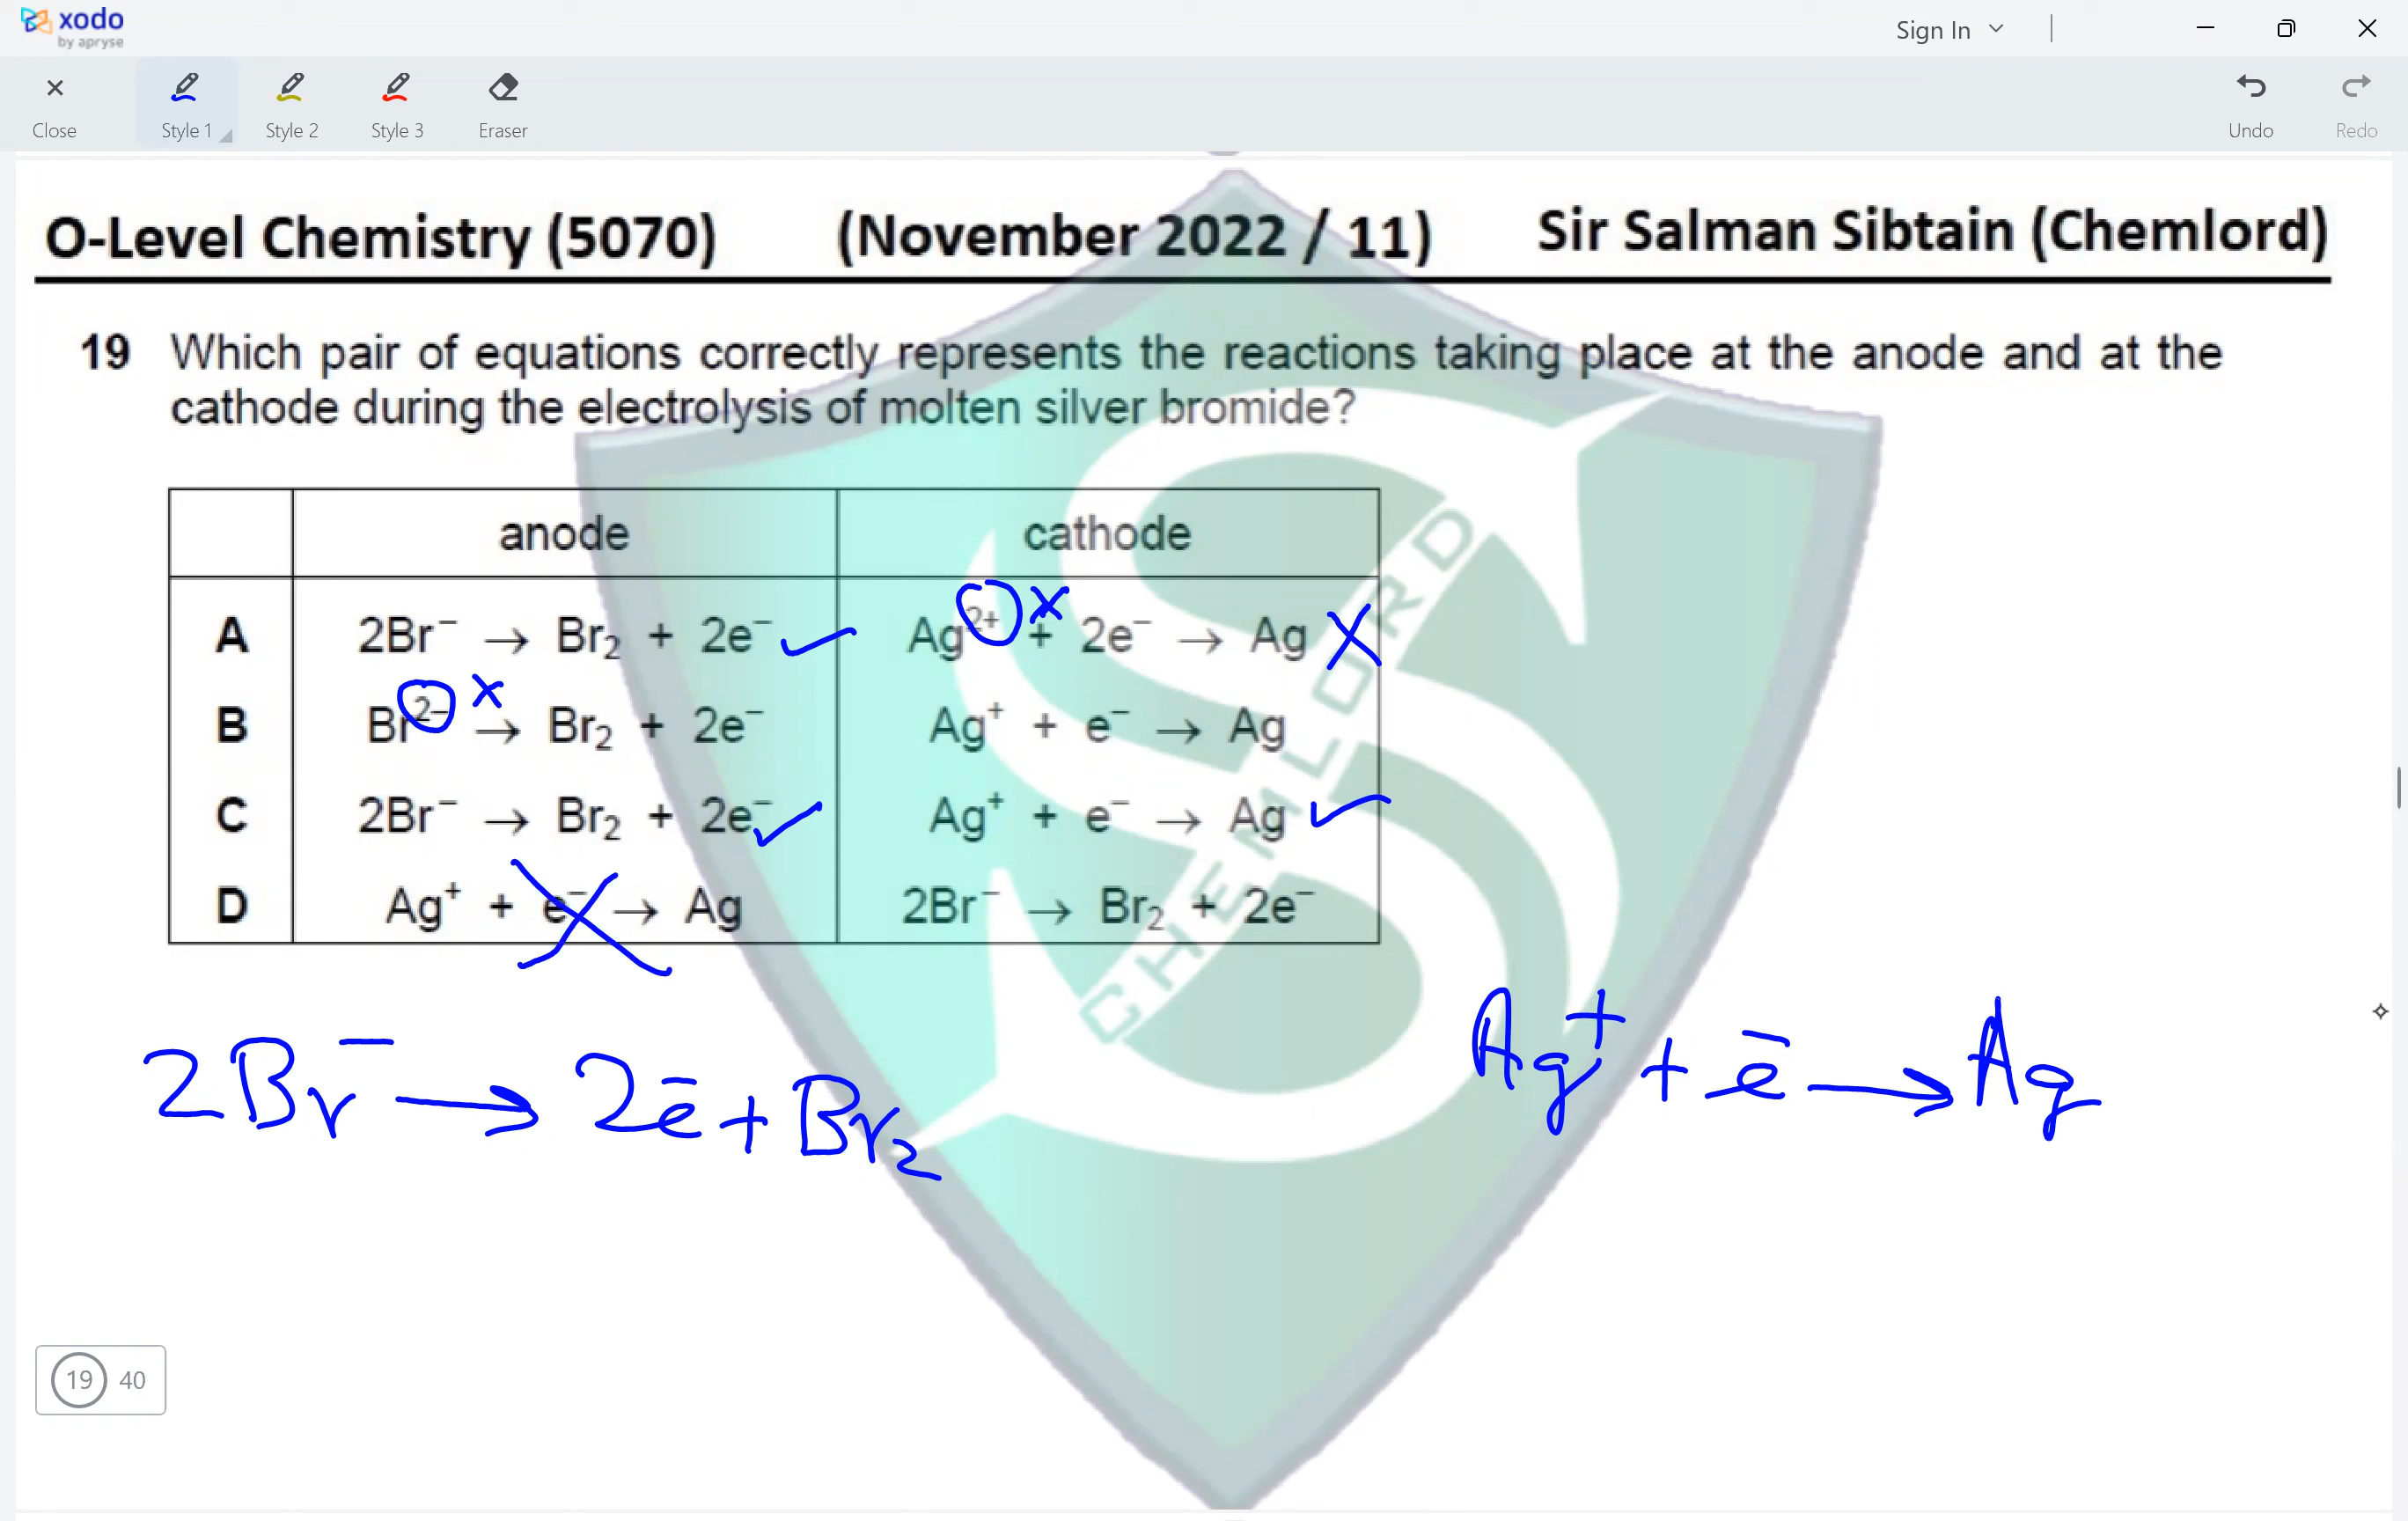 xodo
by apryse
Sign In
Close
Style 1
Style 2
Style 3
Eraser
Undo
Redo
O-Level Chemistry (5070) (November 2022 / 11) Sir Salman Sibtain (Chemlord)
19 Which pair of equations correctly represents the reactions taking place at the anode and at the
cathode during the electrolysis of molten silver bromide?
anode cathode
A 2Br⁻ → Br₂ + 2e⁻ ✓ Ag²⁺ x + 2e⁻ → Ag X
B Br²⁻ x → Br₂ + 2e⁻ Ag⁺ + e⁻ → Ag
C 2Br⁻ → Br₂ + 2e⁻ ✓ Ag⁺ + e⁻ → Ag ✓
D Ag⁺ + e⁻ → Ag X 2Br⁻ → Br₂ + 2e⁻
CHEMLORD
2Br⁻ → 2e⁻ + Br₂
Ag⁺ + e⁻ → Ag
19 40